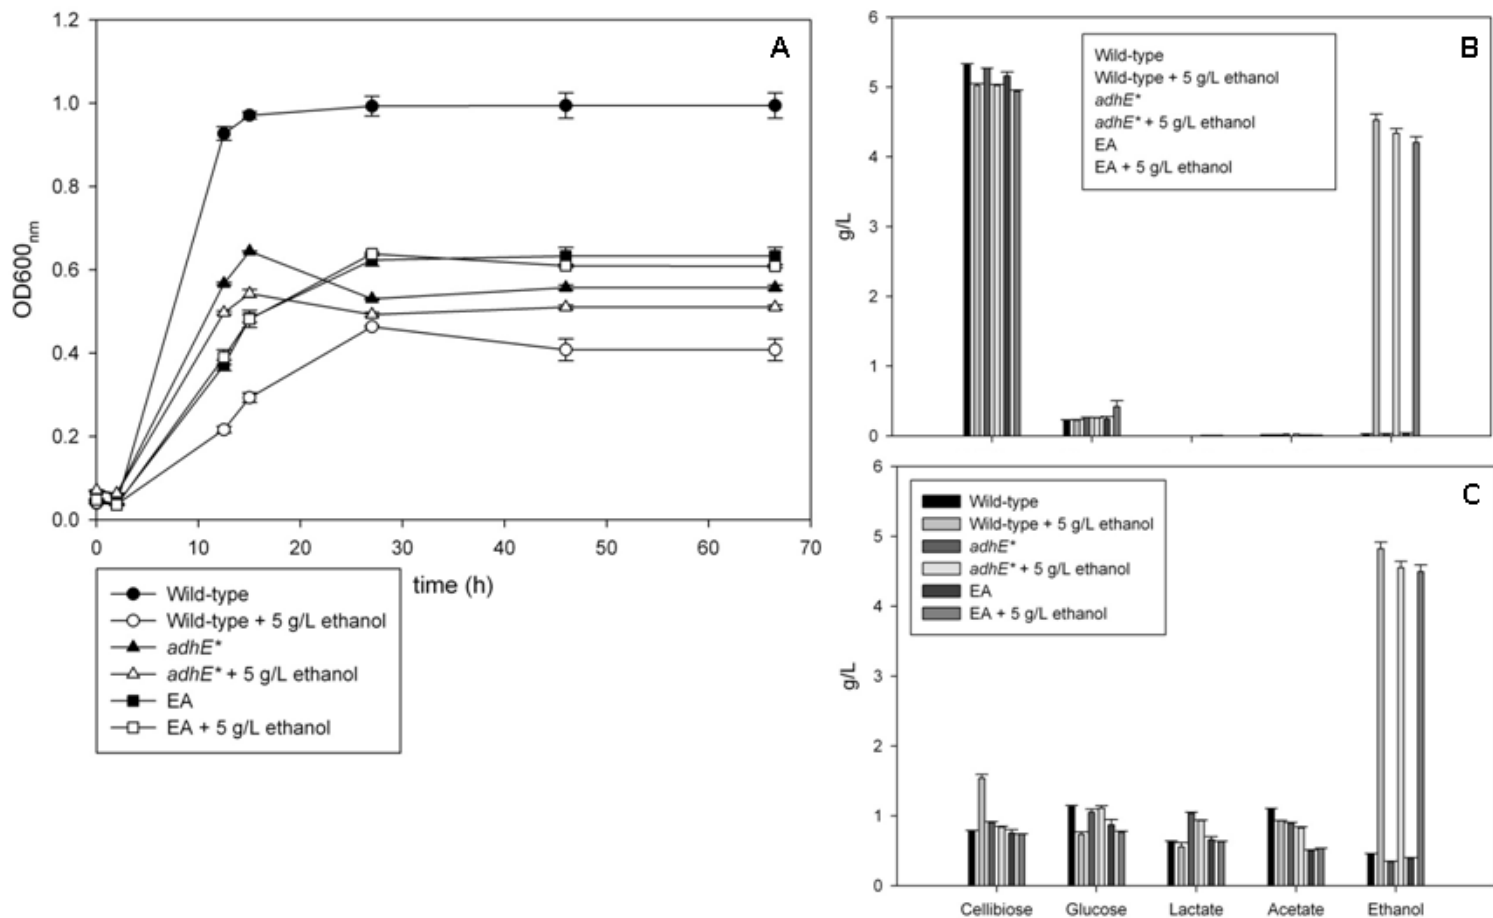 A
1.2
1.0
0.8
0.6
0.4
0.2
0.0
OD600nm
0 10 20 30 40 50 60 70
time (h)
Wild-type
Wild-type + 5 g/L ethanol
adhE*
adhE* + 5 g/L ethanol
EA
EA + 5 g/L ethanol
B
6
5
4
3
2
1
0
g/L
Wild-type
Wild-type + 5 g/L ethanol
adhE*
adhE* + 5 g/L ethanol
EA
EA + 5 g/L ethanol
C
6
5
4
3
2
1
0
g/L
Wild-type
Wild-type + 5 g/L ethanol
adhE*
adhE* + 5 g/L ethanol
EA
EA + 5 g/L ethanol
Cellibiose Glucose Lactate Acetate Ethanol